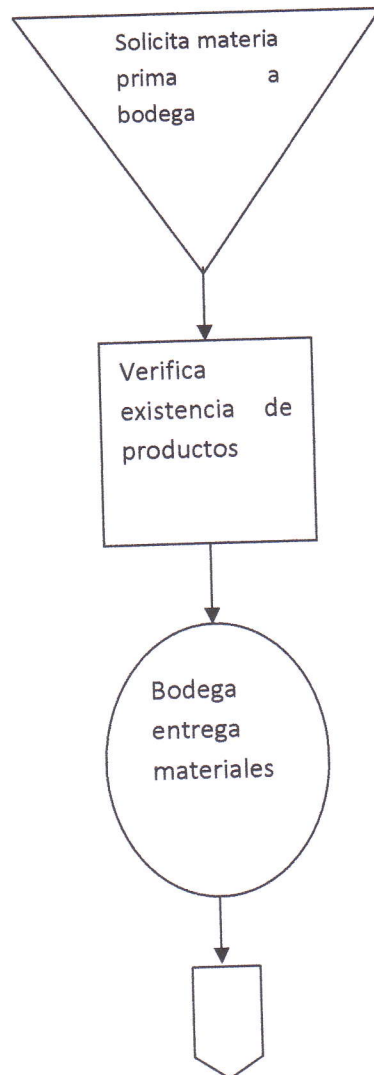 Solicita materia
prima a
bodega
Verifica
existencia de
productos
Bodega
entrega
materiales